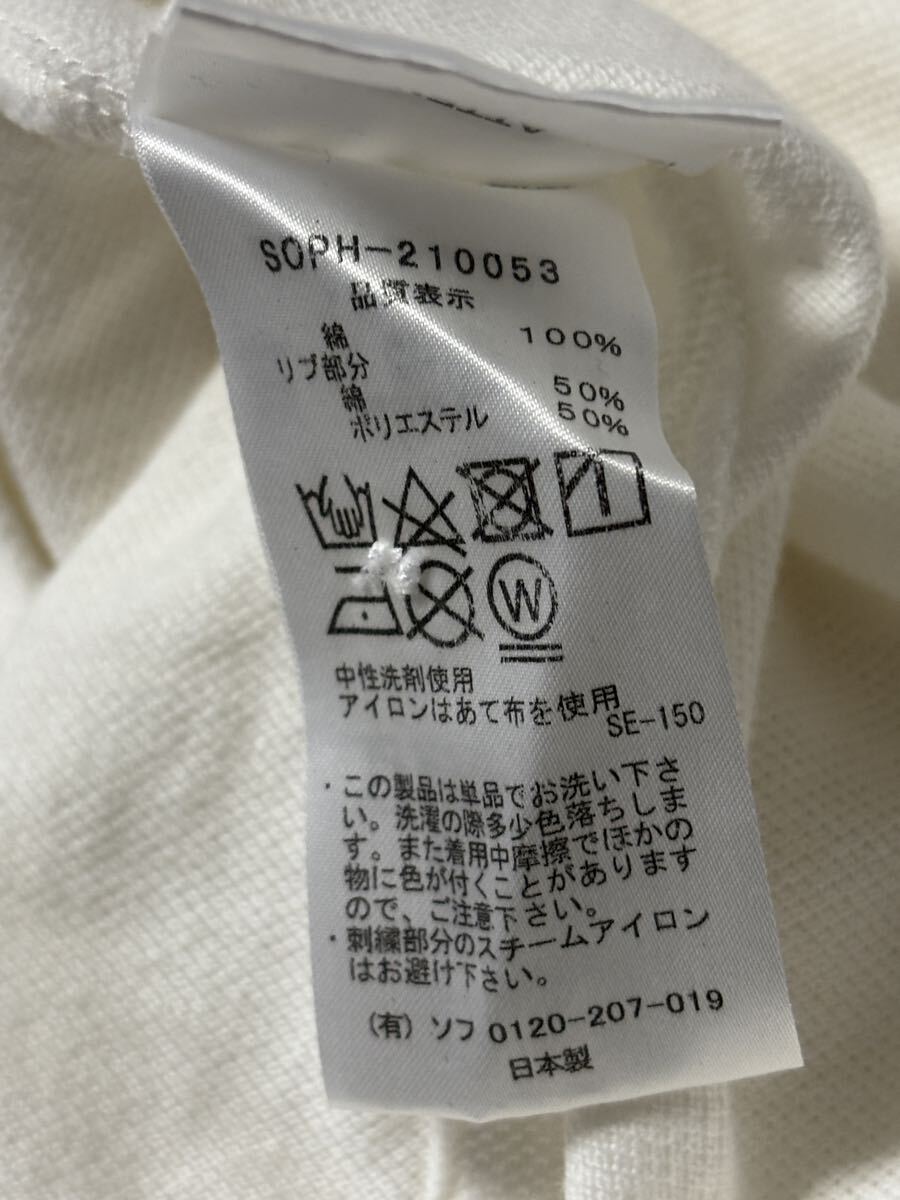 SOPH-210053
品質表示
綿 100%
リブ部分
綿 50%
ポリエステル 50%
W
中性洗剤使用
アイロンはあて布を使用
SE-150
・この製品は単品でお洗い下さ
い。洗濯の際多少色落ちしま
す。また着用中摩擦でほかの
物に色が付くことがあります
ので、ご注意下さい。
・刺繍部分のスチームアイロン
はお避け下さい。
(有)ソフ 0120-207-019
日本製